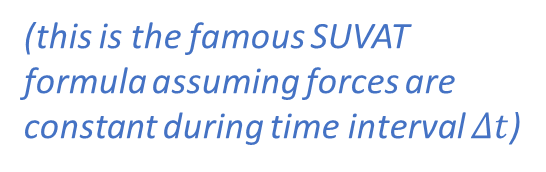 (this is the famous SUVAT
formula assuming forces are
constant during time interval Δt)